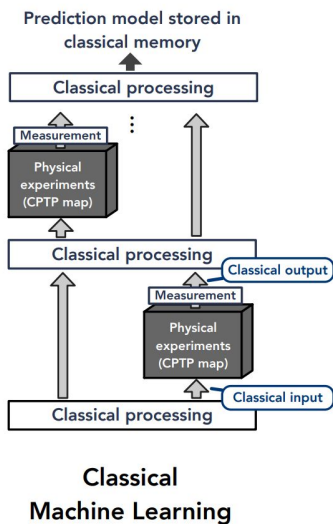 Prediction model stored in
classical memory
Classical processing
Measurement
Physical
experiments
(CPTP map)
Classical processing
Classical output
Measurement
Physical
experiments
(CPTP map)
Classical input
Classical processing
Classical
Machine Learning